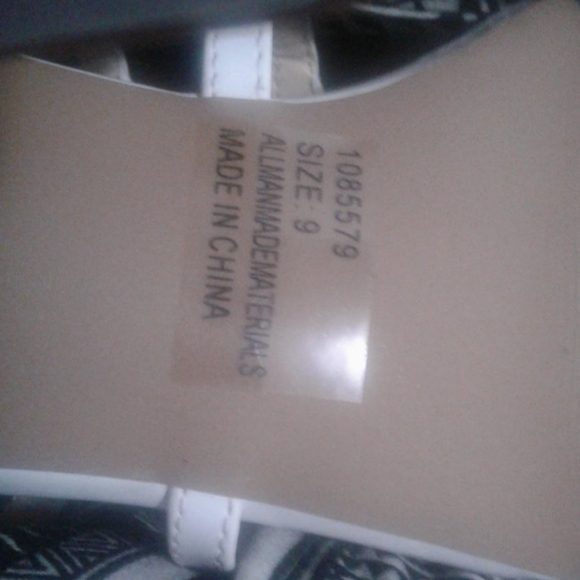 1085579
SIZE: 9
ALLMANMADEMATERIALS
MADE IN CHINA